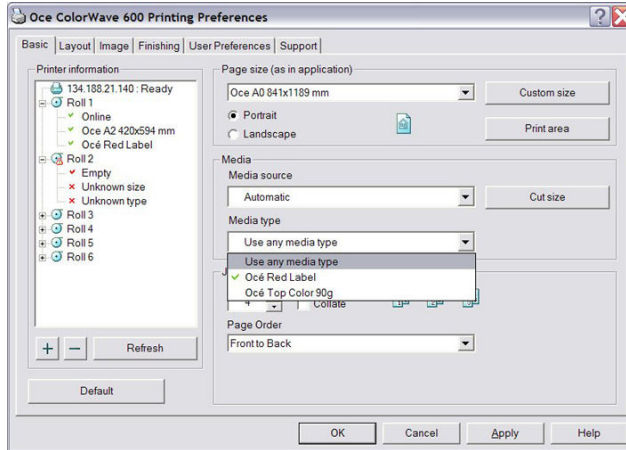 Oce ColorWave 600 Printing Preferences
Basic
Layout
Image
Finishing
User Preferences
Support
Printer information
134.188.21.140 : Ready
Roll 1
Online
Oce A2 420x594 mm
Océ Red Label
Roll 2
Empty
Unknown size
Unknown type
Roll 3
Roll 4
Roll 5
Roll 6
+
−
Refresh
Default
Page size (as in application)
Oce A0 841x1189 mm
Custom size
Portrait
Landscape
Print area
Media
Media source
Automatic
Cut size
Media type
Use any media type
Use any media type
Océ Red Label
Océ Top Color 90g
4
Collate
Page Order
Front to Back
OK
Cancel
Apply
Help